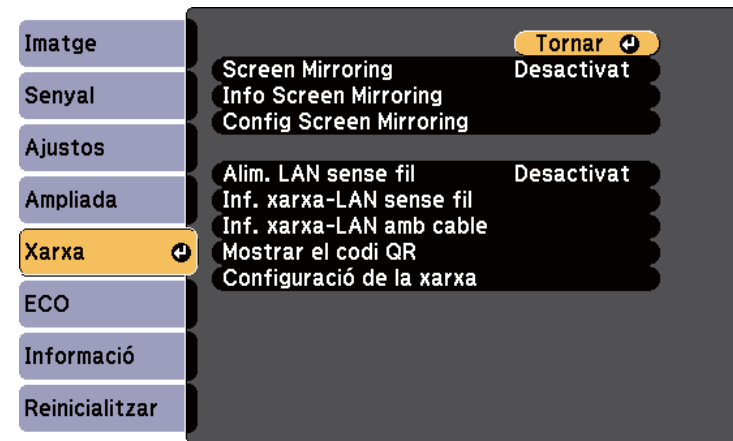 Imatge
Senyal
Ajustos
Ampliada
Xarxa
ECO
Informació
Reinicialitzar
Tornar
Screen Mirroring Desactivat
Info Screen Mirroring
Config Screen Mirroring
Alim. LAN sense fil Desactivat
Inf. xarxa-LAN sense fil
Inf. xarxa-LAN amb cable
Mostrar el codi QR
Configuració de la xarxa